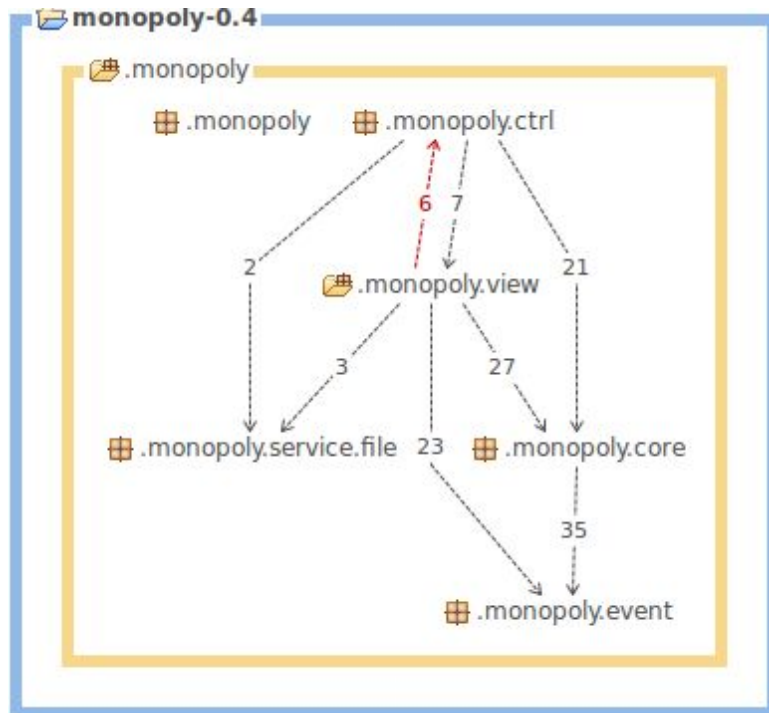 monopoly-0.4
.monopoly
.monopoly .monopoly.ctrl
6 7
2 21
.monopoly.view
3 27
.monopoly.service.file 23 .monopoly.core
35
.monopoly.event